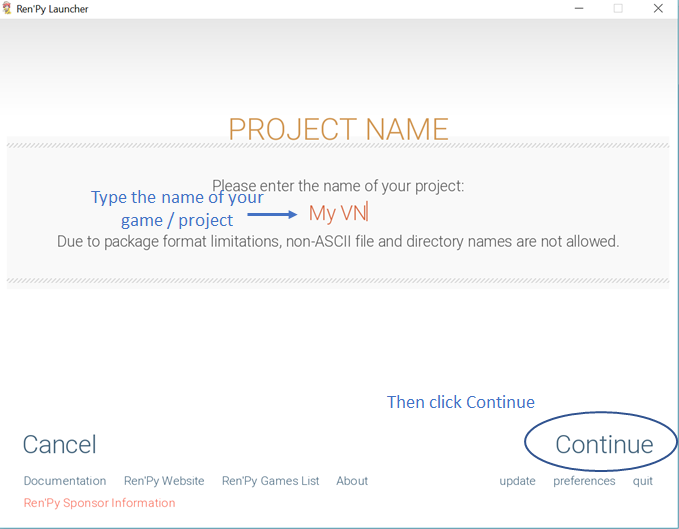 Ren'Py Launcher
PROJECT NAME
Please enter the name of your project:
Type the name of your
game / project
My VN
Due to package format limitations, non-ASCII file and directory names are not allowed.
Then click Continue
Cancel
Continue
Documentation Ren'Py Website Ren'Py Games List About update preferences quit
Ren'Py Sponsor Information